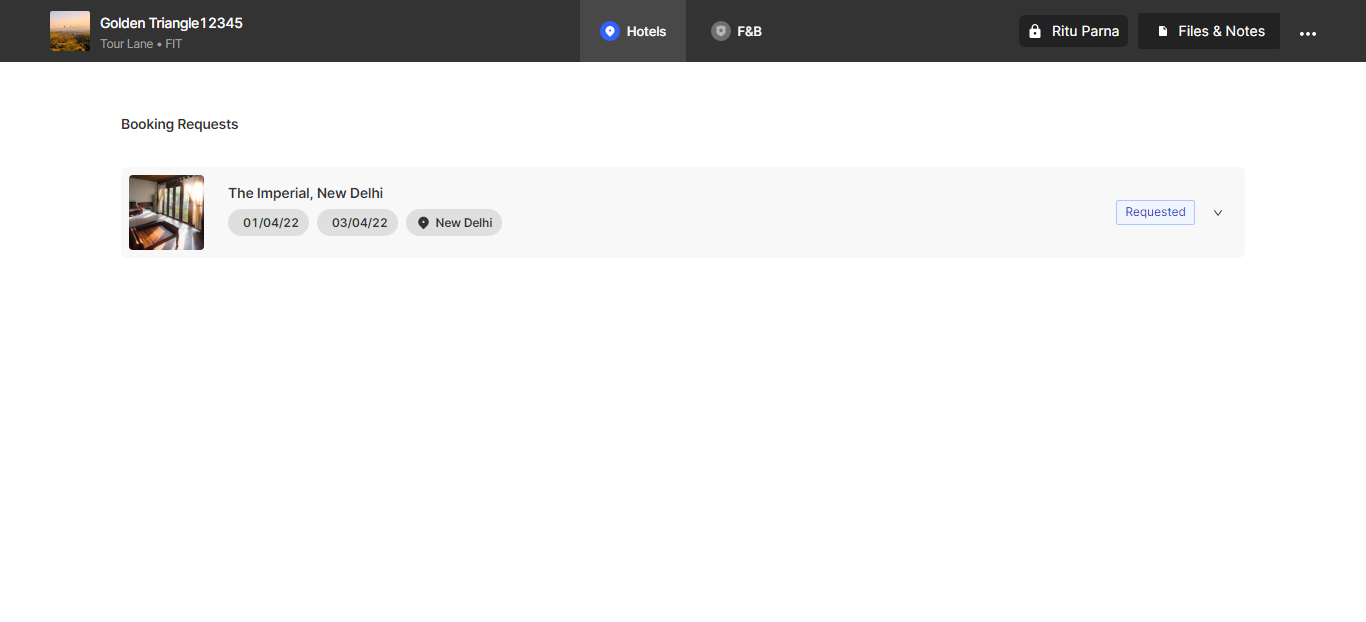 Golden Triangle12345
Tour Lane • FIT
Hotels
F&B
Ritu Parna
Files & Notes
Booking Requests
The Imperial, New Delhi
01/04/22
03/04/22
New Delhi
Requested